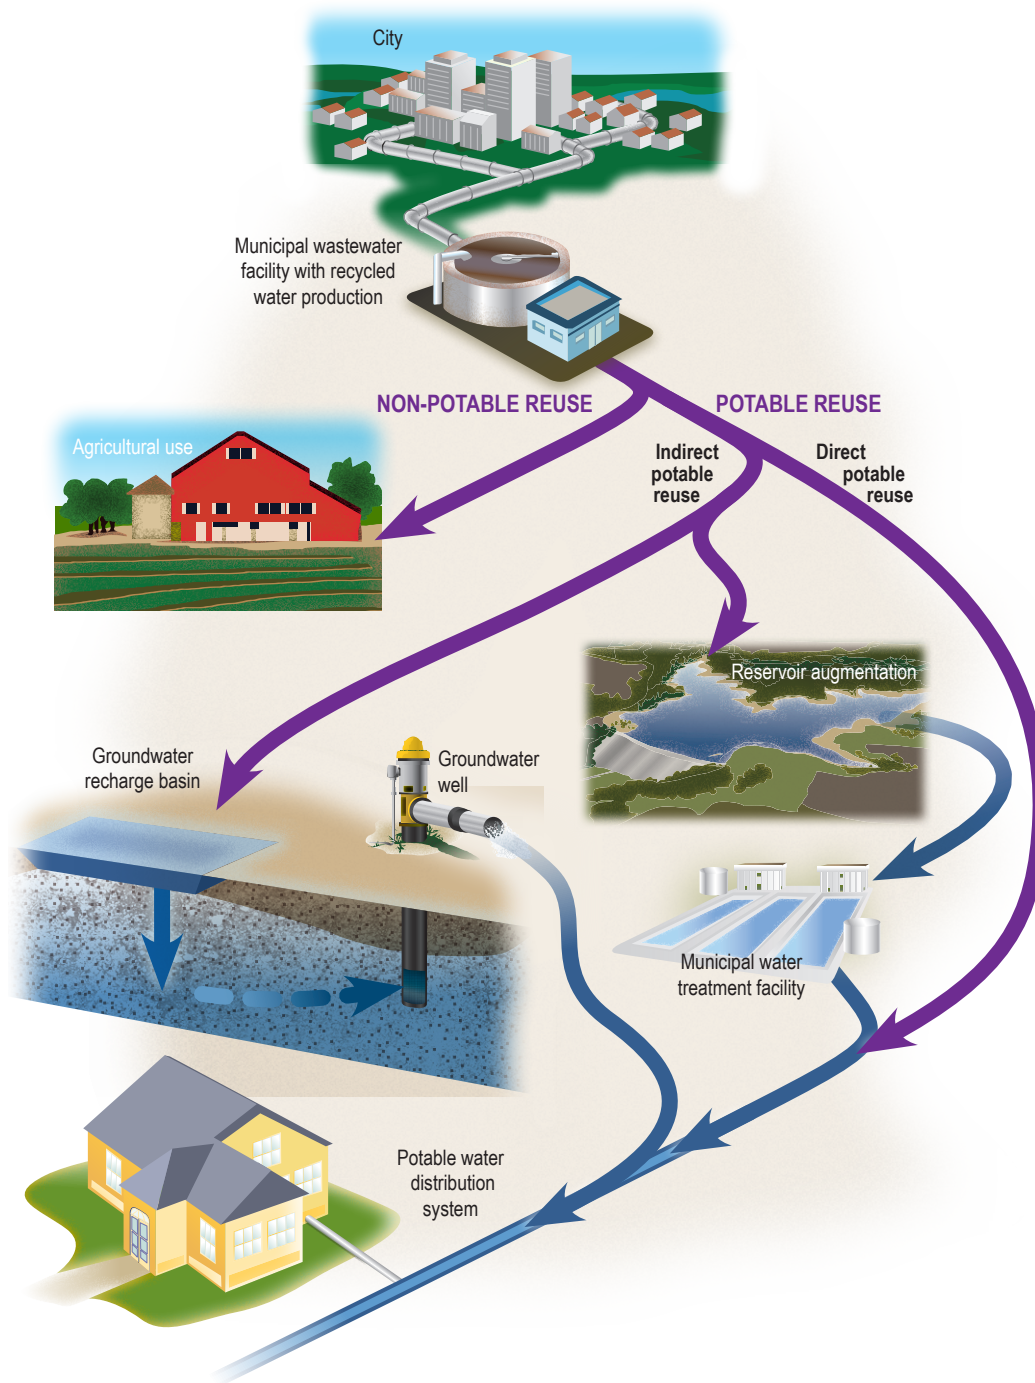 City
Municipal wastewater
facility with recycled
water production
NON-POTABLE REUSE
POTABLE REUSE
Agricultural use
Indirect
potable
reuse
Direct
potable
reuse
Reservoir augmentation
Groundwater
recharge basin
Groundwater
well
Municipal water
treatment facility
Potable water
distribution
system